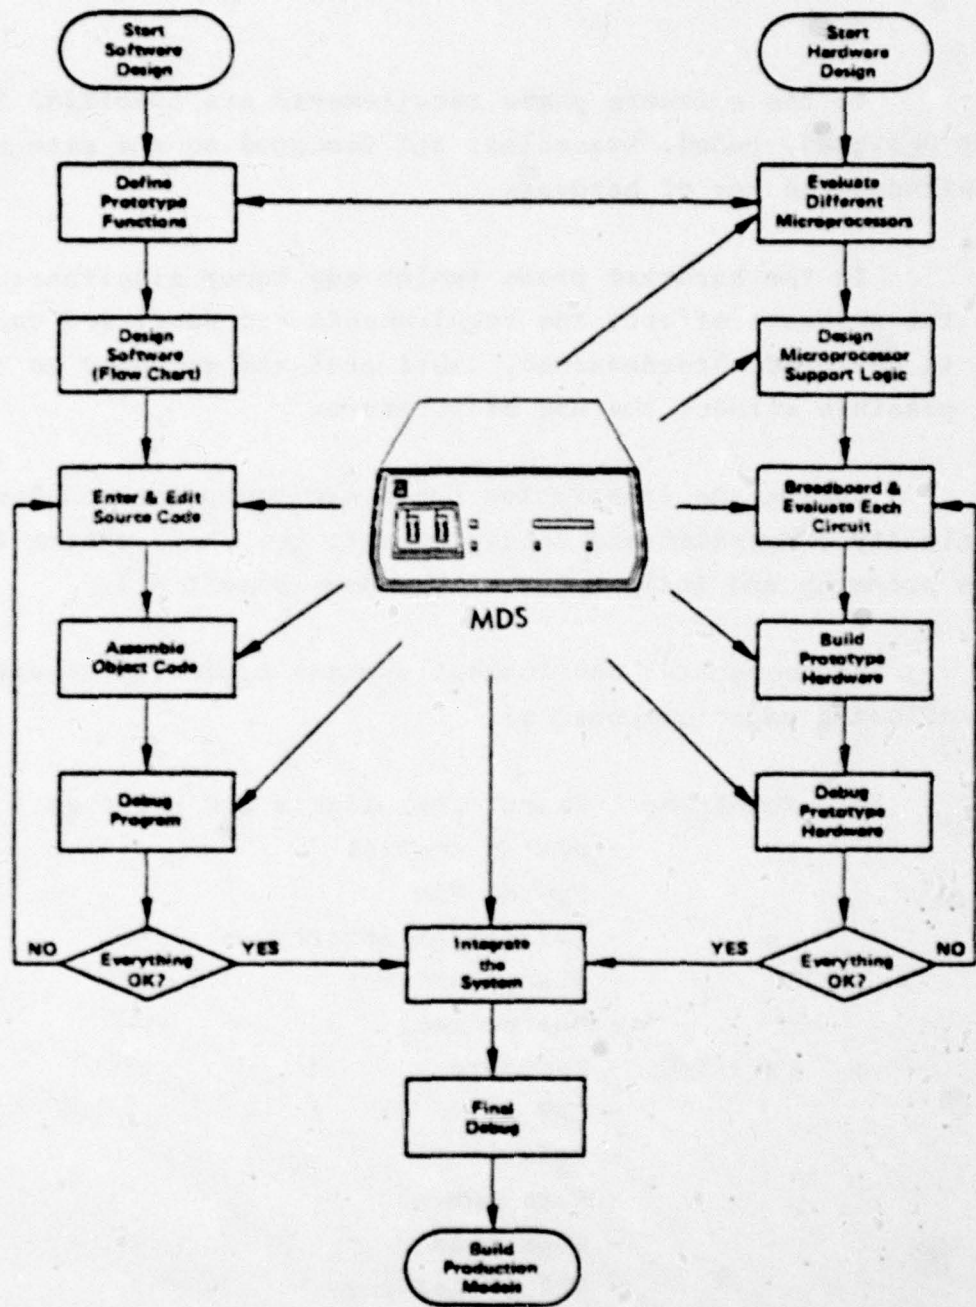 Start
Software
Design
Start
Hardware
Design
Define
Prototype
Functions
Evaluate
Different
Microprocessors
Design
Software
(Flow Chart)
Design
Microprocessor
Support Logic
Enter & Edit
Source Code
Breadboard &
Evaluate Each
Circuit
MDS
Assemble
Object Code
Build
Prototype
Hardware
Debug
Program
Debug
Prototype
Hardware
NO
Everything
OK?
YES
Integrate
the
System
YES
Everything
OK?
NO
Final
Debug
Build
Production
Models